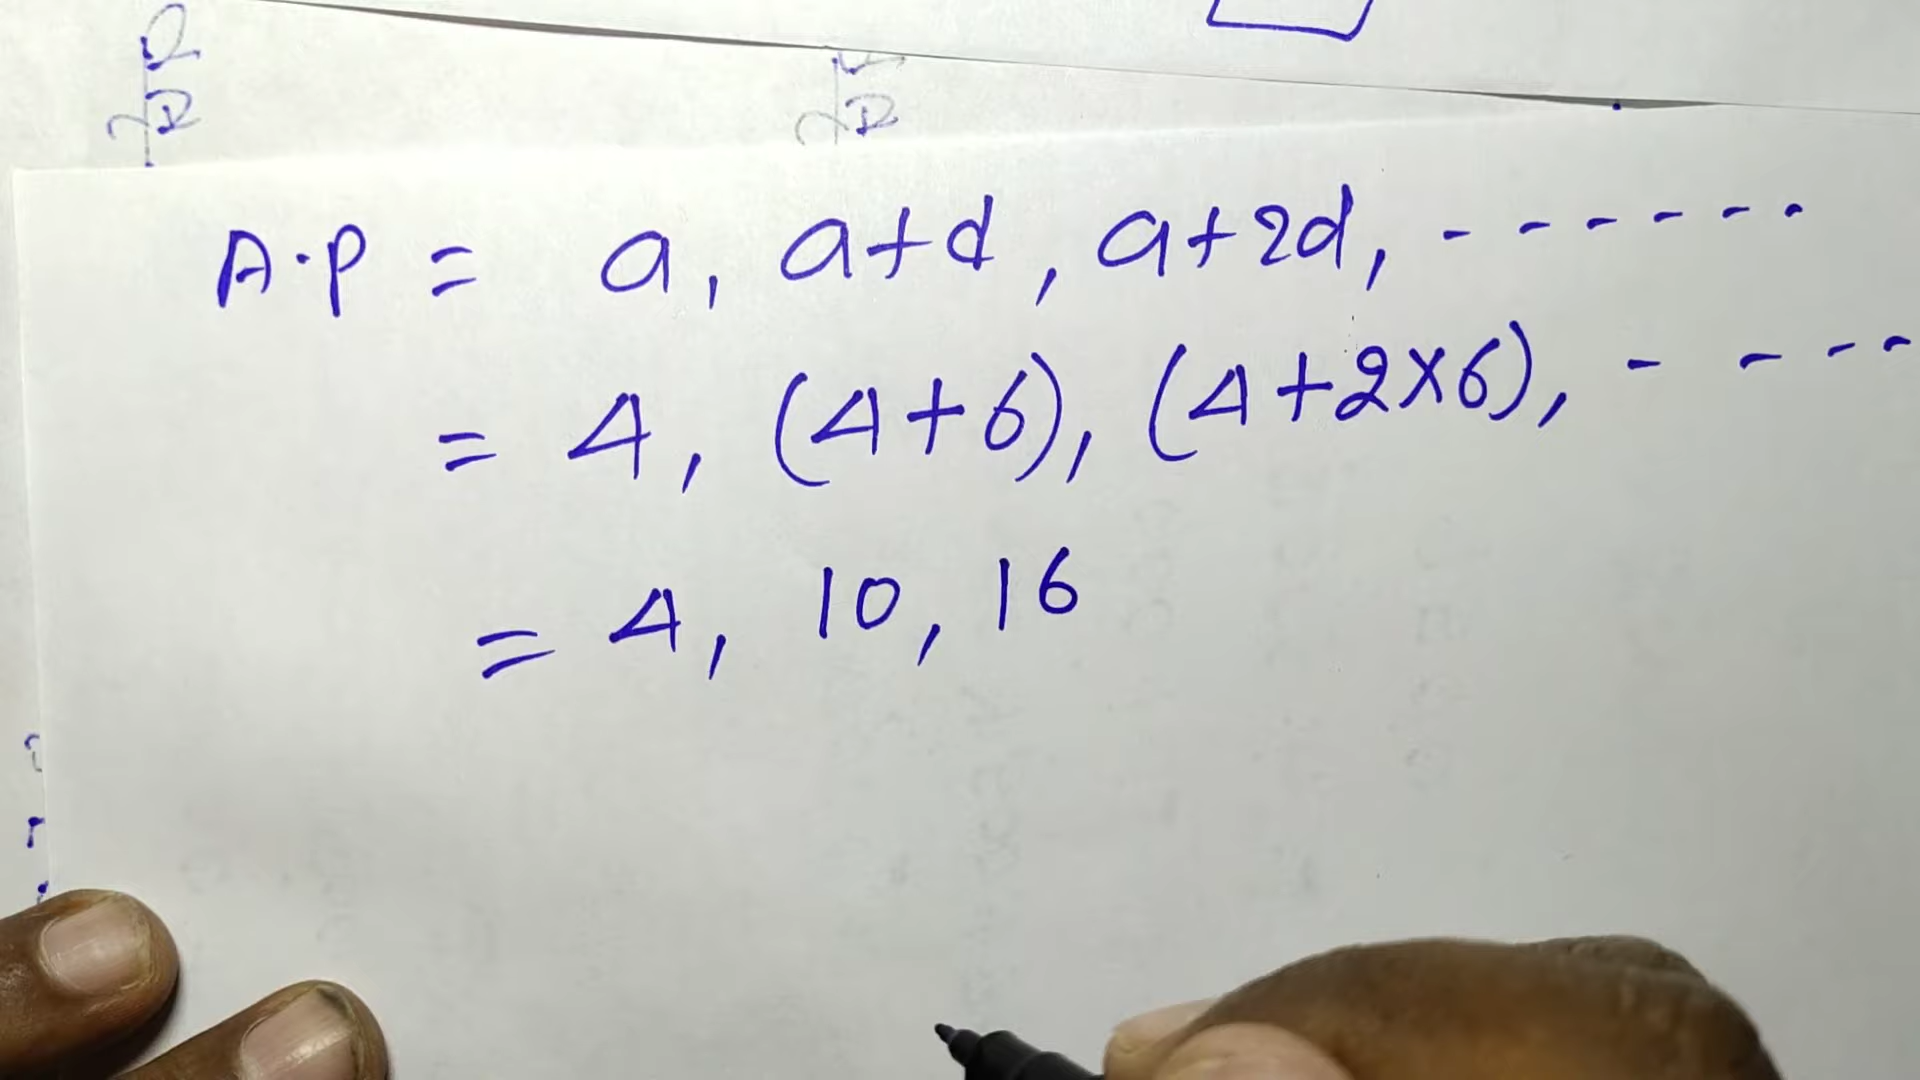 A.P = a, a+d, a+2d, - - - - - -
= 4, (4+6), (4+2×6), - - - -
= 4, 10, 16